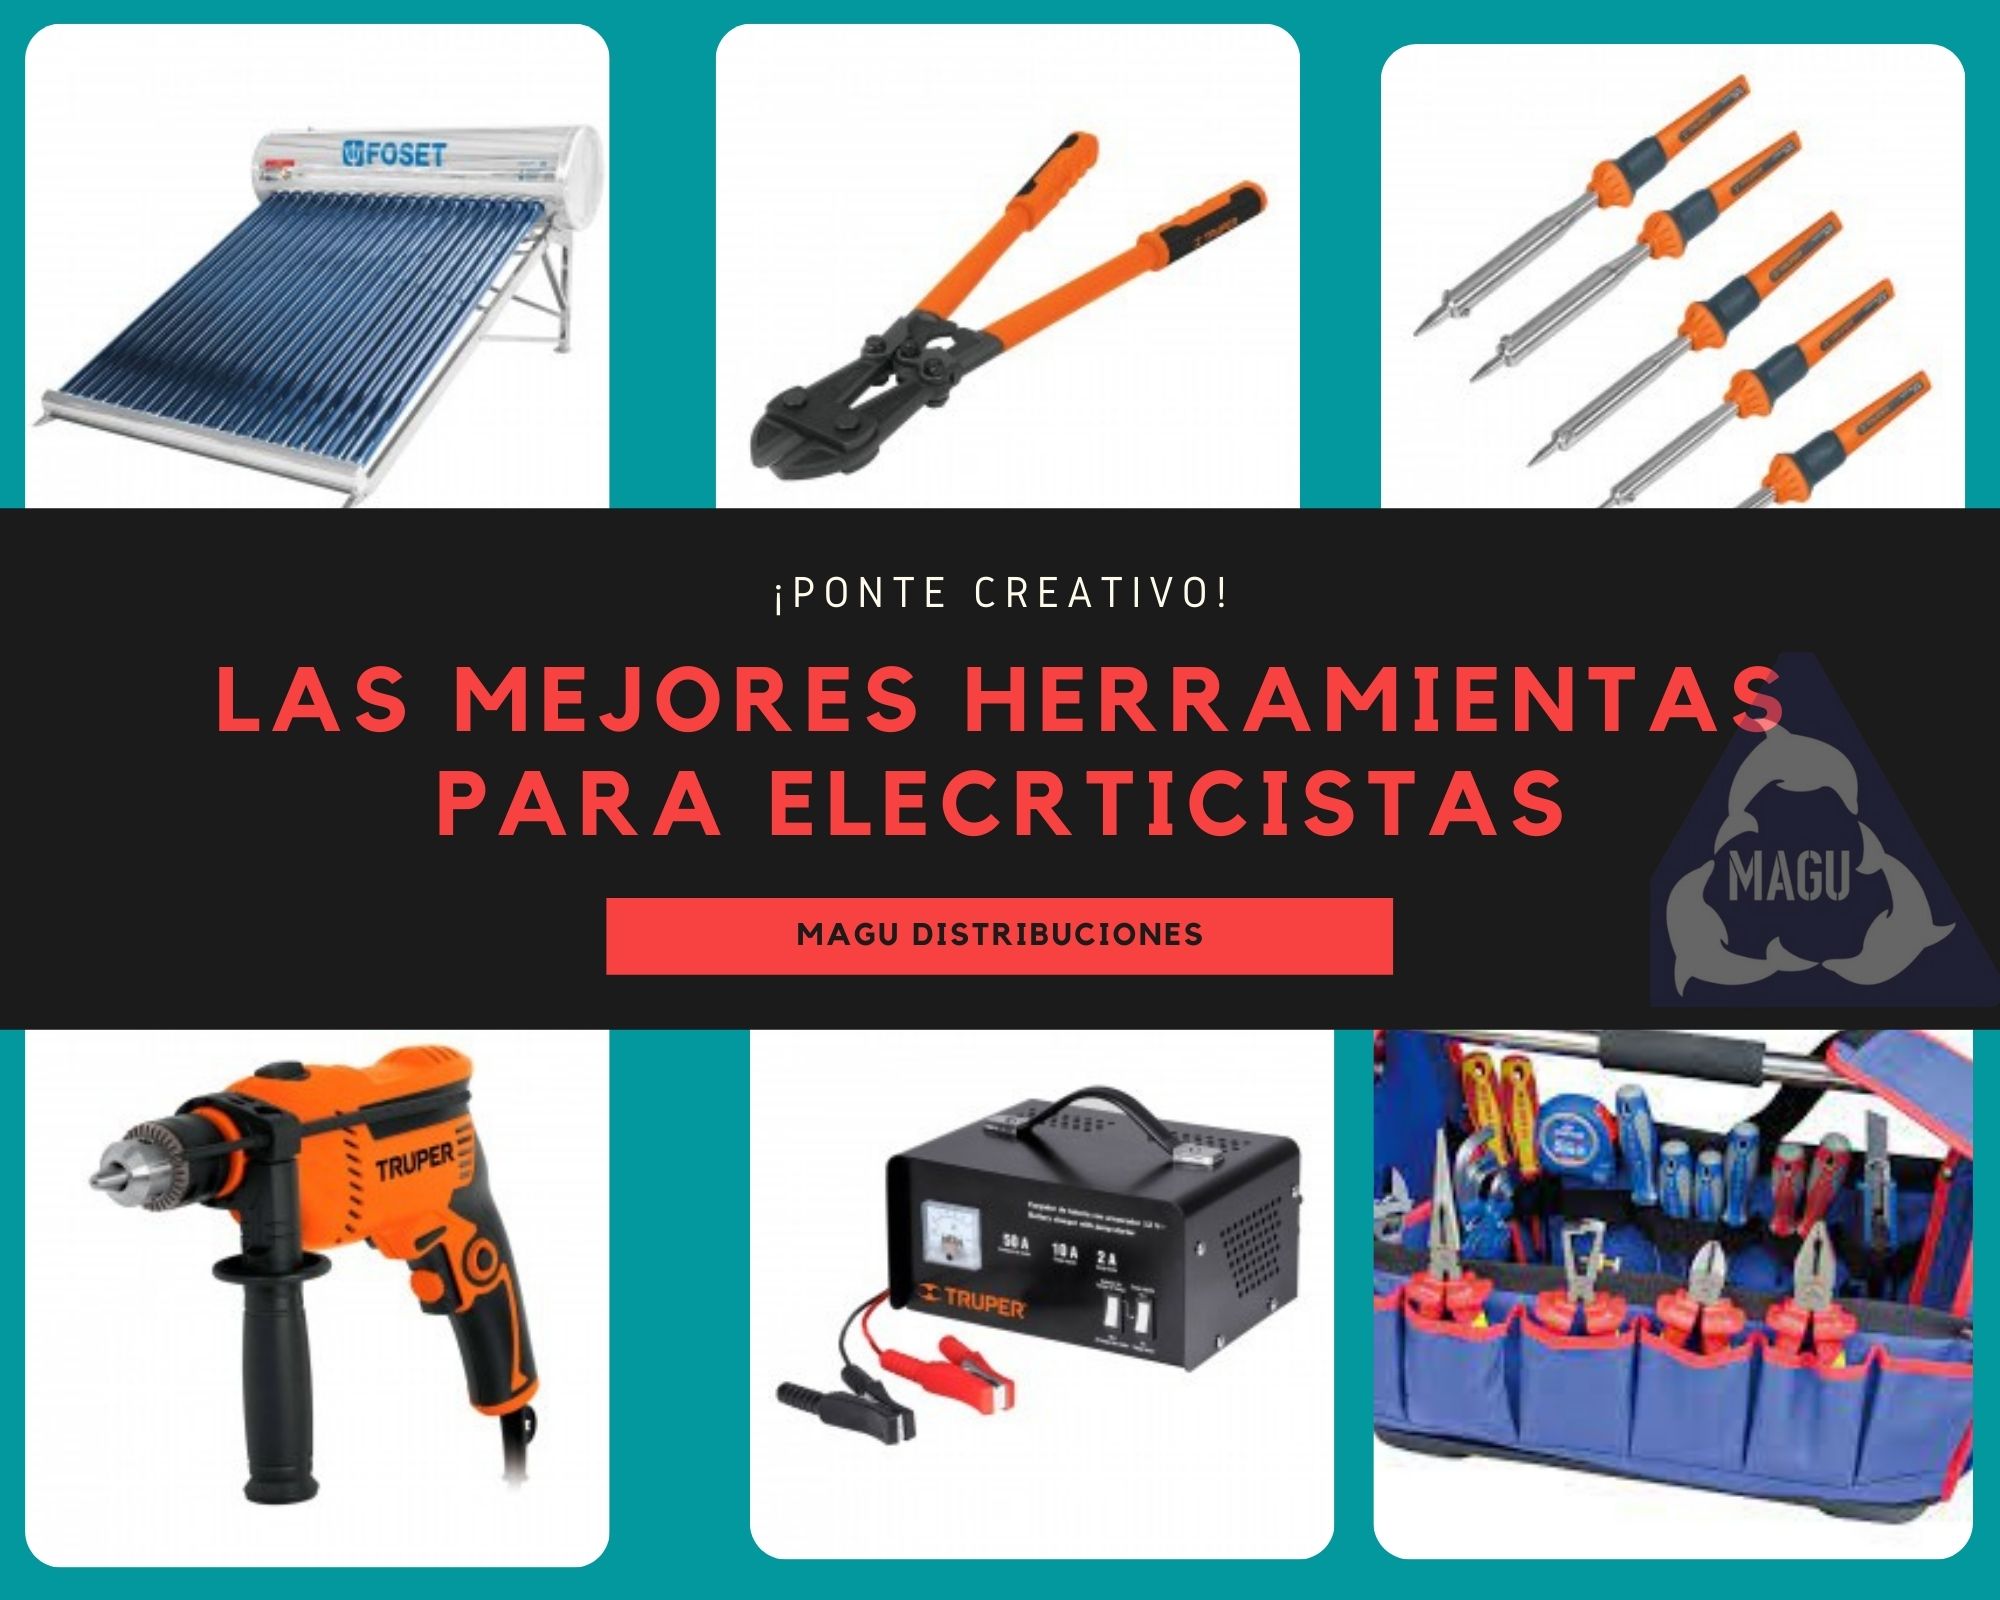 FOSET
TRUPER
¡PONTE CREATIVO!
LAS MEJORES HERRAMIENTAS
PARA ELECRTICISTAS
MAGU DISTRIBUCIONES
MAGU
TRUPER
50 A
10 A
2 A
TRUPER